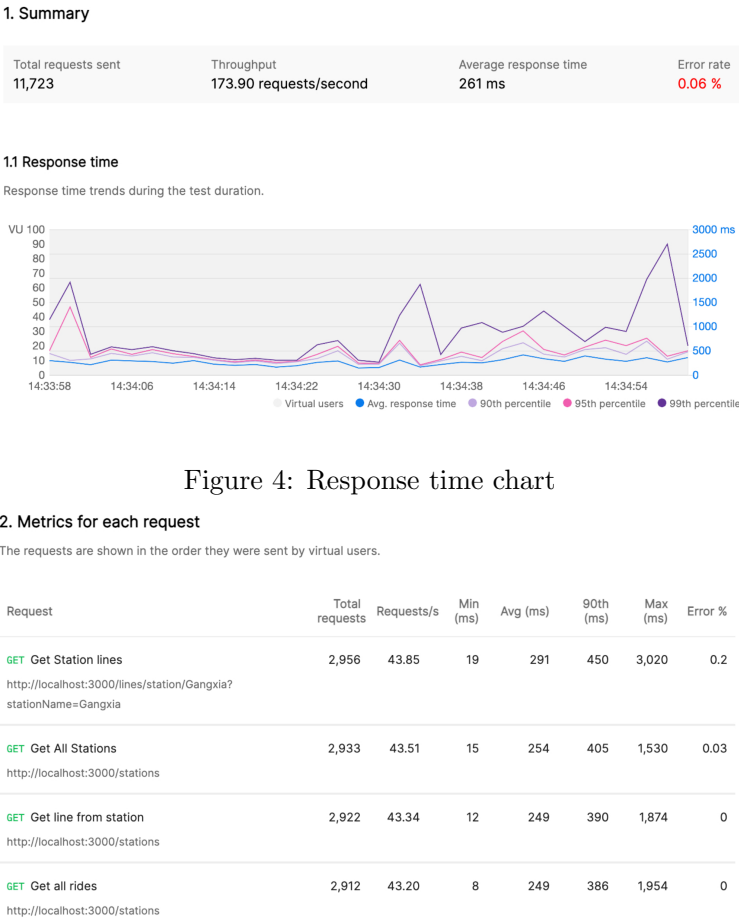 1. Summary
Total requests sent Throughput Average response time Error rate
11,723 173.90 requests/second 261 ms 0.06 %
1.1 Response time
Response time trends during the test duration.
VU 100 3000 ms
90
80 2500
70 2000
60
50 1500
40
30 1000
20 500
10
0 0
14:33:58 14:34:06 14:34:14 14:34:22 14:34:30 14:34:38 14:34:46 14:34:54
Virtual users Avg. response time 90th percentile 95th percentile 99th percentile
Figure 4: Response time chart
2. Metrics for each request
The requests are shown in the order they were sent by virtual users.
Request Total requests Requests/s Min (ms) Avg (ms) 90th (ms) Max (ms) Error %
GET Get Station lines 2,956 43.85 19 291 450 3,020 0.2
http://localhost:3000/lines/station/Gangxia?
stationName=Gangxia
GET Get All Stations 2,933 43.51 15 254 405 1,530 0.03
http://localhost:3000/stations
GET Get line from station 2,922 43.34 12 249 390 1,874 0
http://localhost:3000/stations
GET Get all rides 2,912 43.20 8 249 386 1,954 0
http://localhost:3000/stations